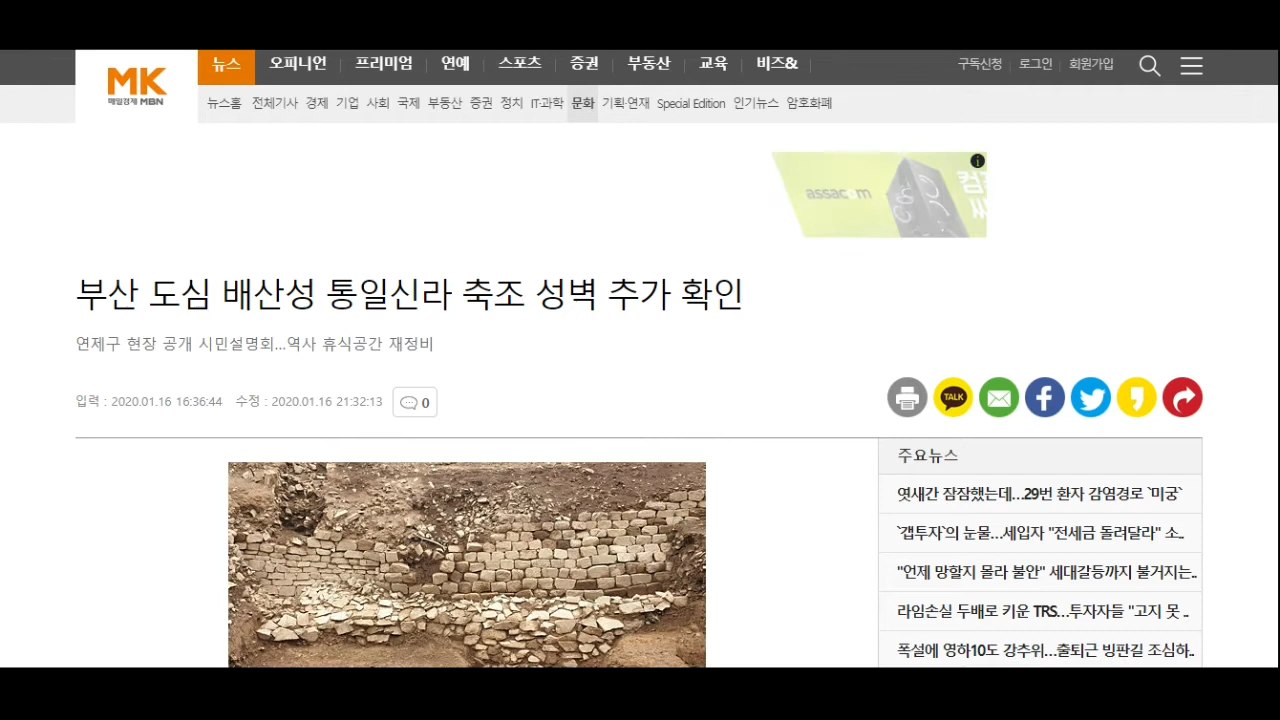 MK
매일경제 MBN
뉴스 오피니언 프리미엄 연예 스포츠 증권 부동산 교육 비즈&
구독신청 로그인 회원가입
뉴스홈 전체기사 경제 기업 사회 국제 부동산 증권 정치 IT·과학 문화 기획·연재 Special Edition 인기뉴스 암호화폐
assacom
부산 도심 배산성 통일신라 축조 성벽 추가 확인
연제구 현장 공개 시민설명회…역사 휴식공간 재정비
입력 : 2020.01.16 16:36:44 수정 : 2020.01.16 21:32:13 0
TALK
주요뉴스
엿새간 잠잠했는데…29번 환자 감염경로 `미궁`
`갭투자`의 눈물…세입자 "전세금 돌려달라" 소..
"언제 망할지 몰라 불안" 세대갈등까지 불거지는..
라임손실 두배로 키운 TRS…투자자들 "고지 못 ..
폭설에 영하10도 강추위…출퇴근 빙판길 조심하..